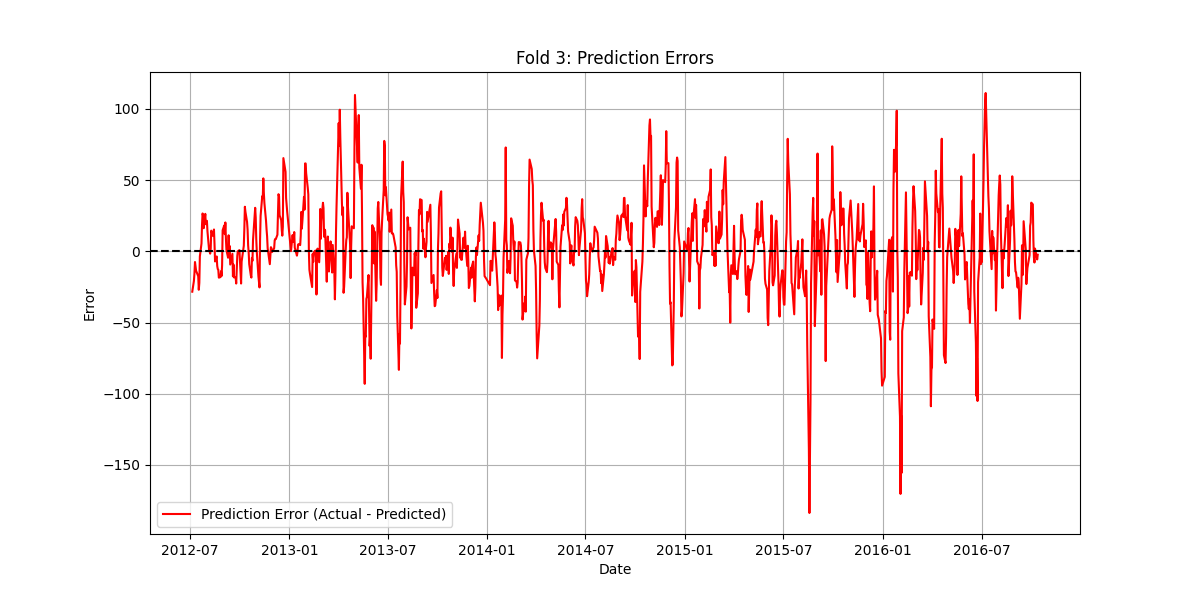 Fold 3: Prediction Errors
100
50
0
−50
−100
−150
Error
Prediction Error (Actual - Predicted)
2012-07 2013-01 2013-07 2014-01 2014-07 2015-01 2015-07 2016-01 2016-07
Date